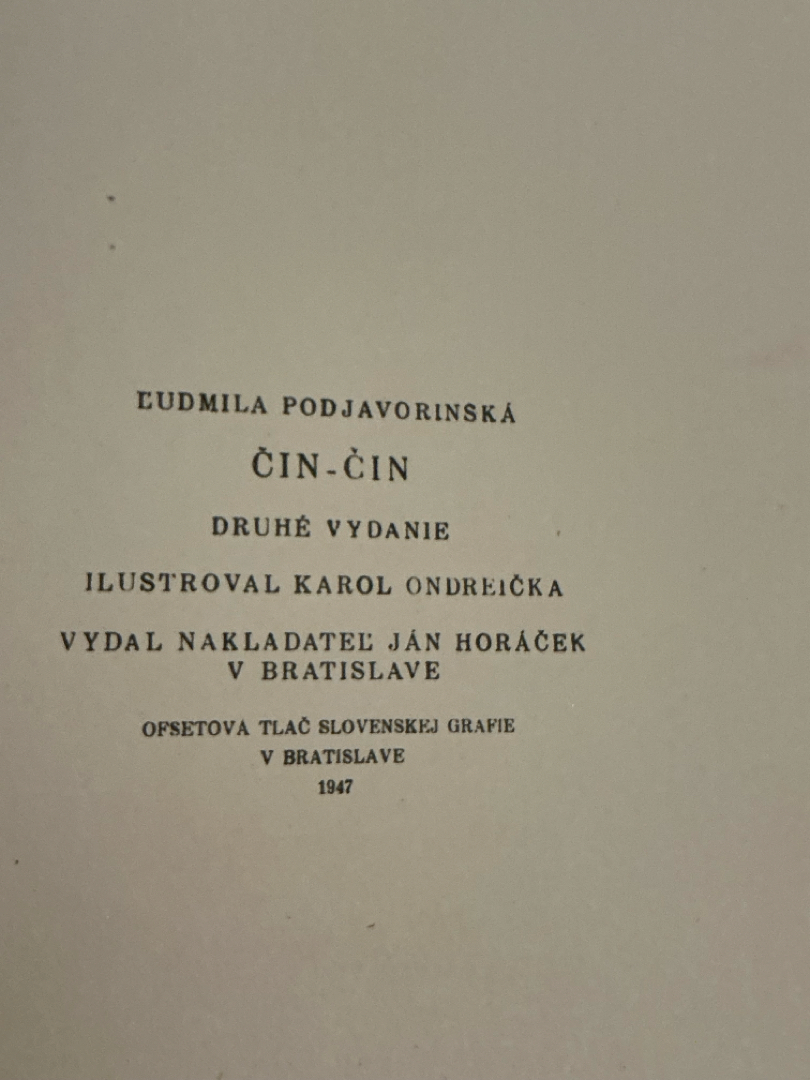 ĽUDMILA PODJAVORINSKÁ
ČIN-ČIN
DRUHÉ VYDANIE
ILUSTROVAL KAROL ONDREIČKA
VYDAL NAKLADATEĽ JÁN HORÁČEK
V BRATISLAVE
OFSETOVA TLAČ SLOVENSKEJ GRAFIE
V BRATISLAVE
1947